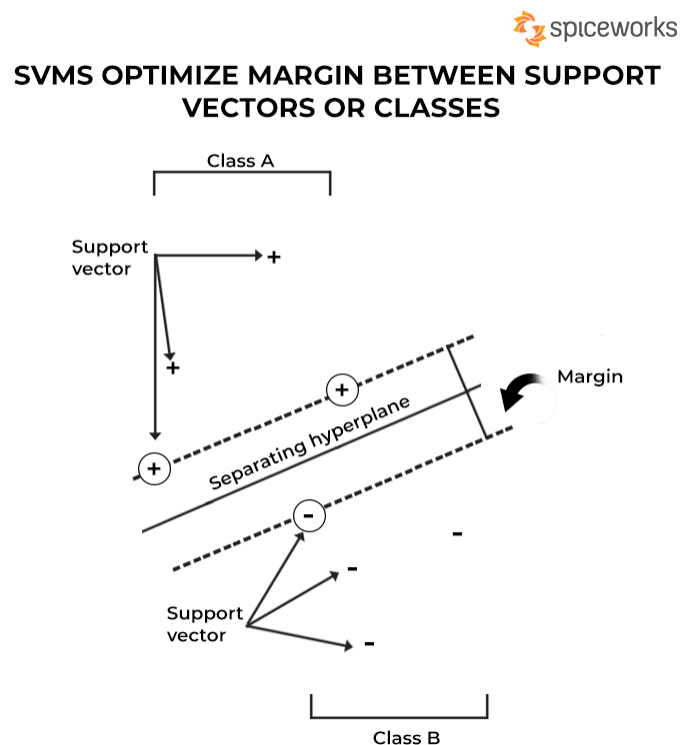 spiceworks
SVMS OPTIMIZE MARGIN BETWEEN SUPPORT
VECTORS OR CLASSES
Class A
Support
vector
+
+
+
+
Margin
Separating hyperplane
-
-
-
-
Support
vector
Class B